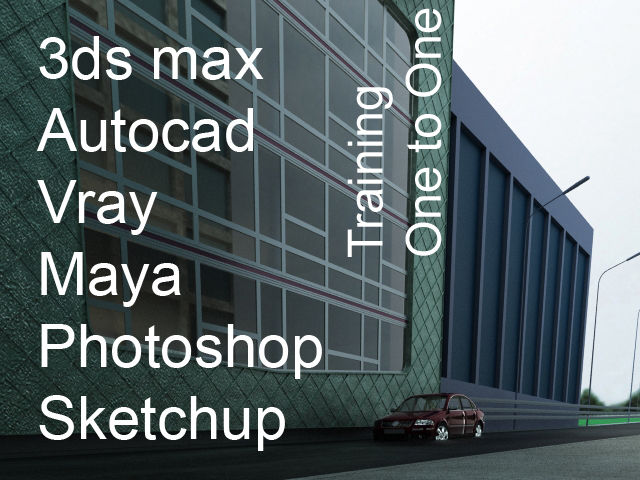 3ds max
Autocad
Vray
Maya
Photoshop
Sketchup
Training
One to One